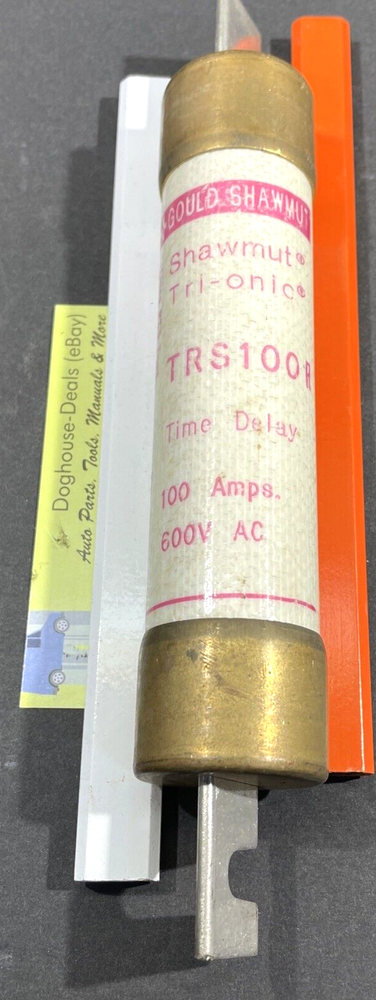 GOULD SHAWMUT
Shawmut®
Tri-onic®
TRS100R
Time Delay
100 Amps.
600V AC
Doghouse-Deals (eBay)
Auto Parts, Tools, Manuals & More